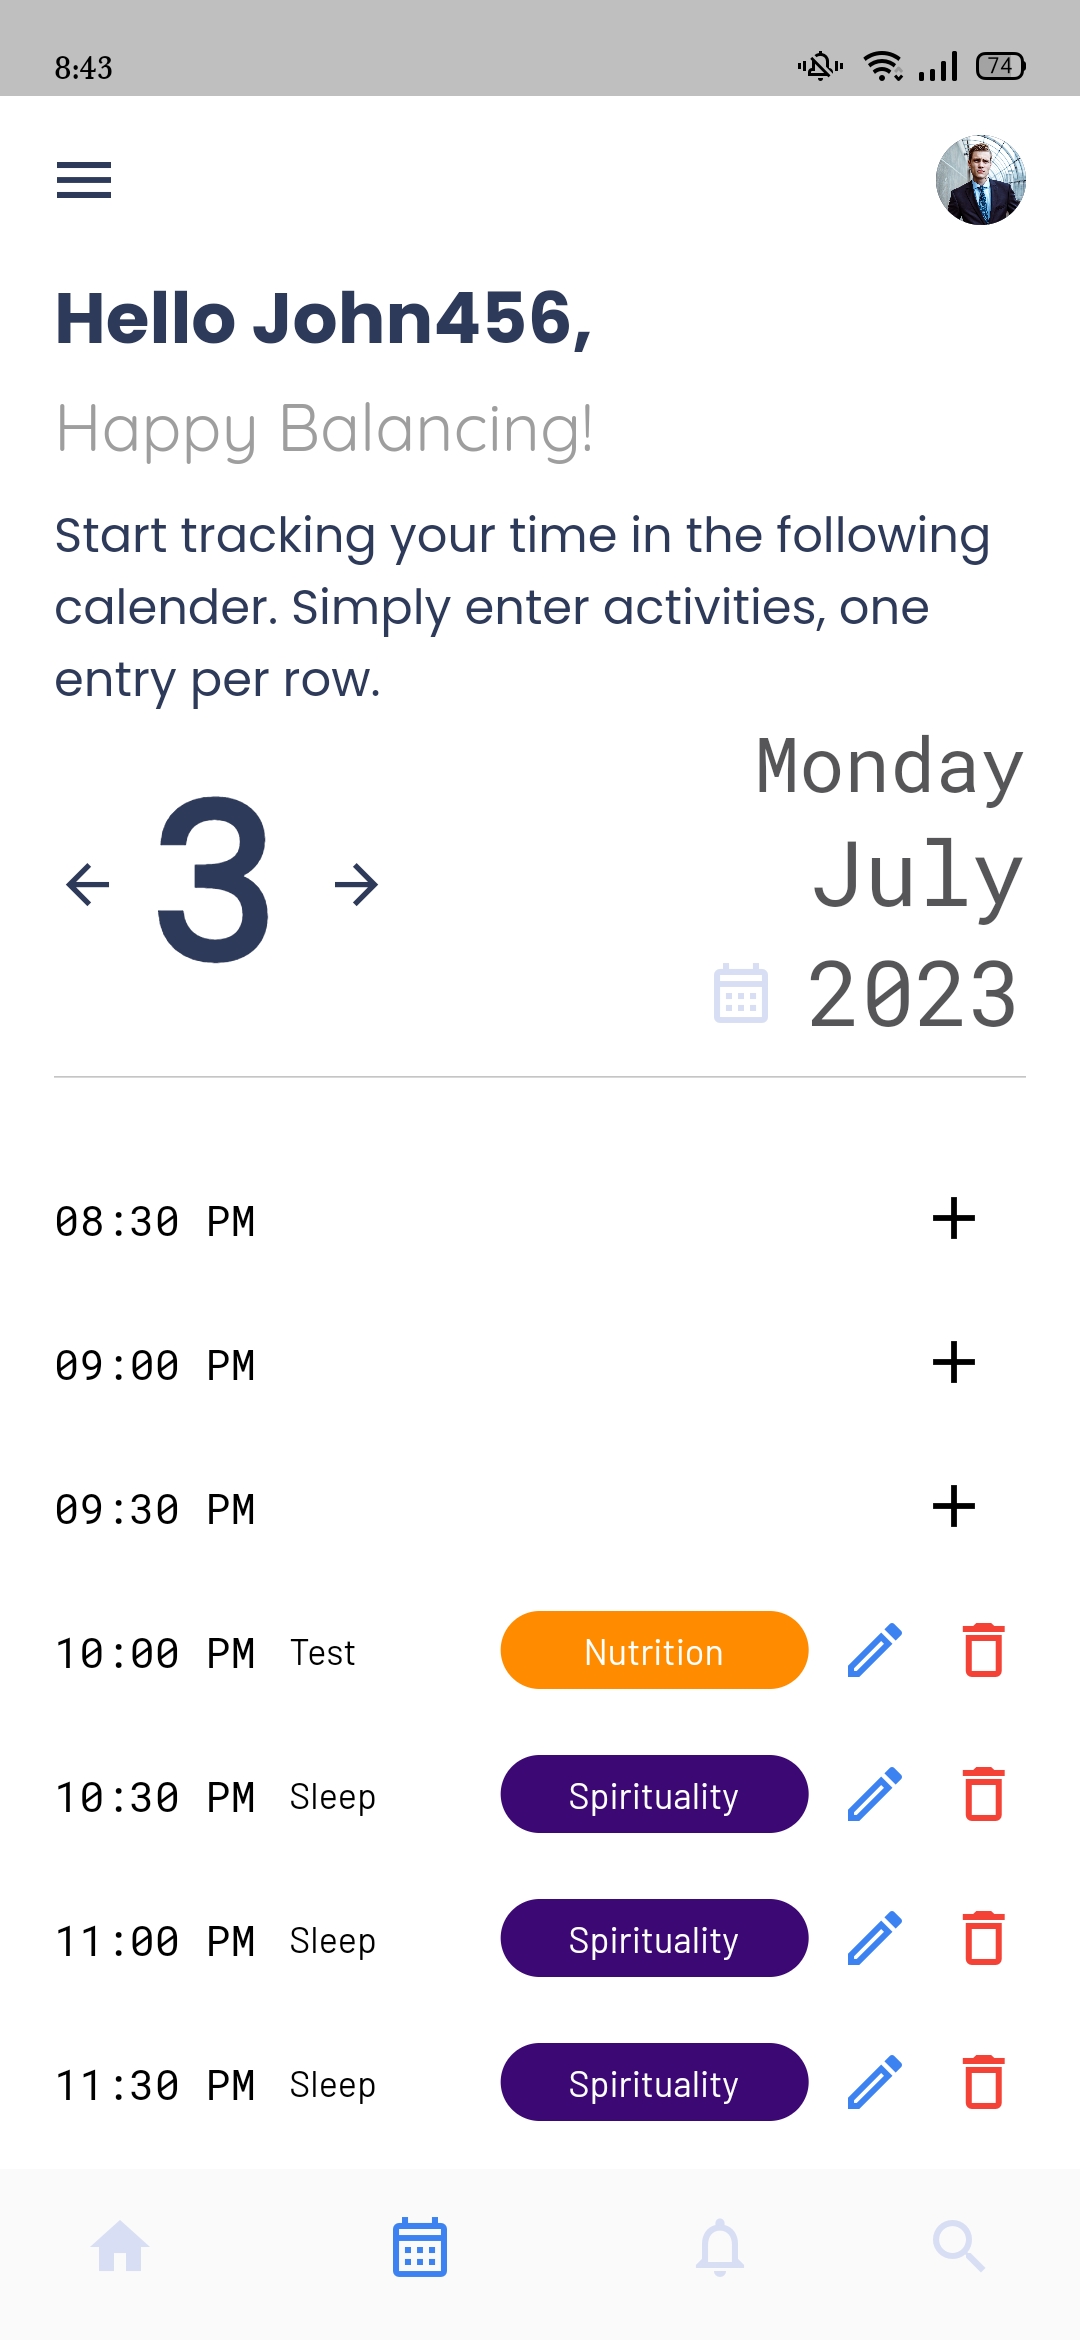 8:43
74
Hello John456,
Happy Balancing!
Start tracking your time in the following
calender. Simply enter activities, one
entry per row.
3
Monday
July
2023
08:30 PM
09:00 PM
09:30 PM
10:00 PM Test Nutrition
10:30 PM Sleep Spirituality
11:00 PM Sleep Spirituality
11:30 PM Sleep Spirituality